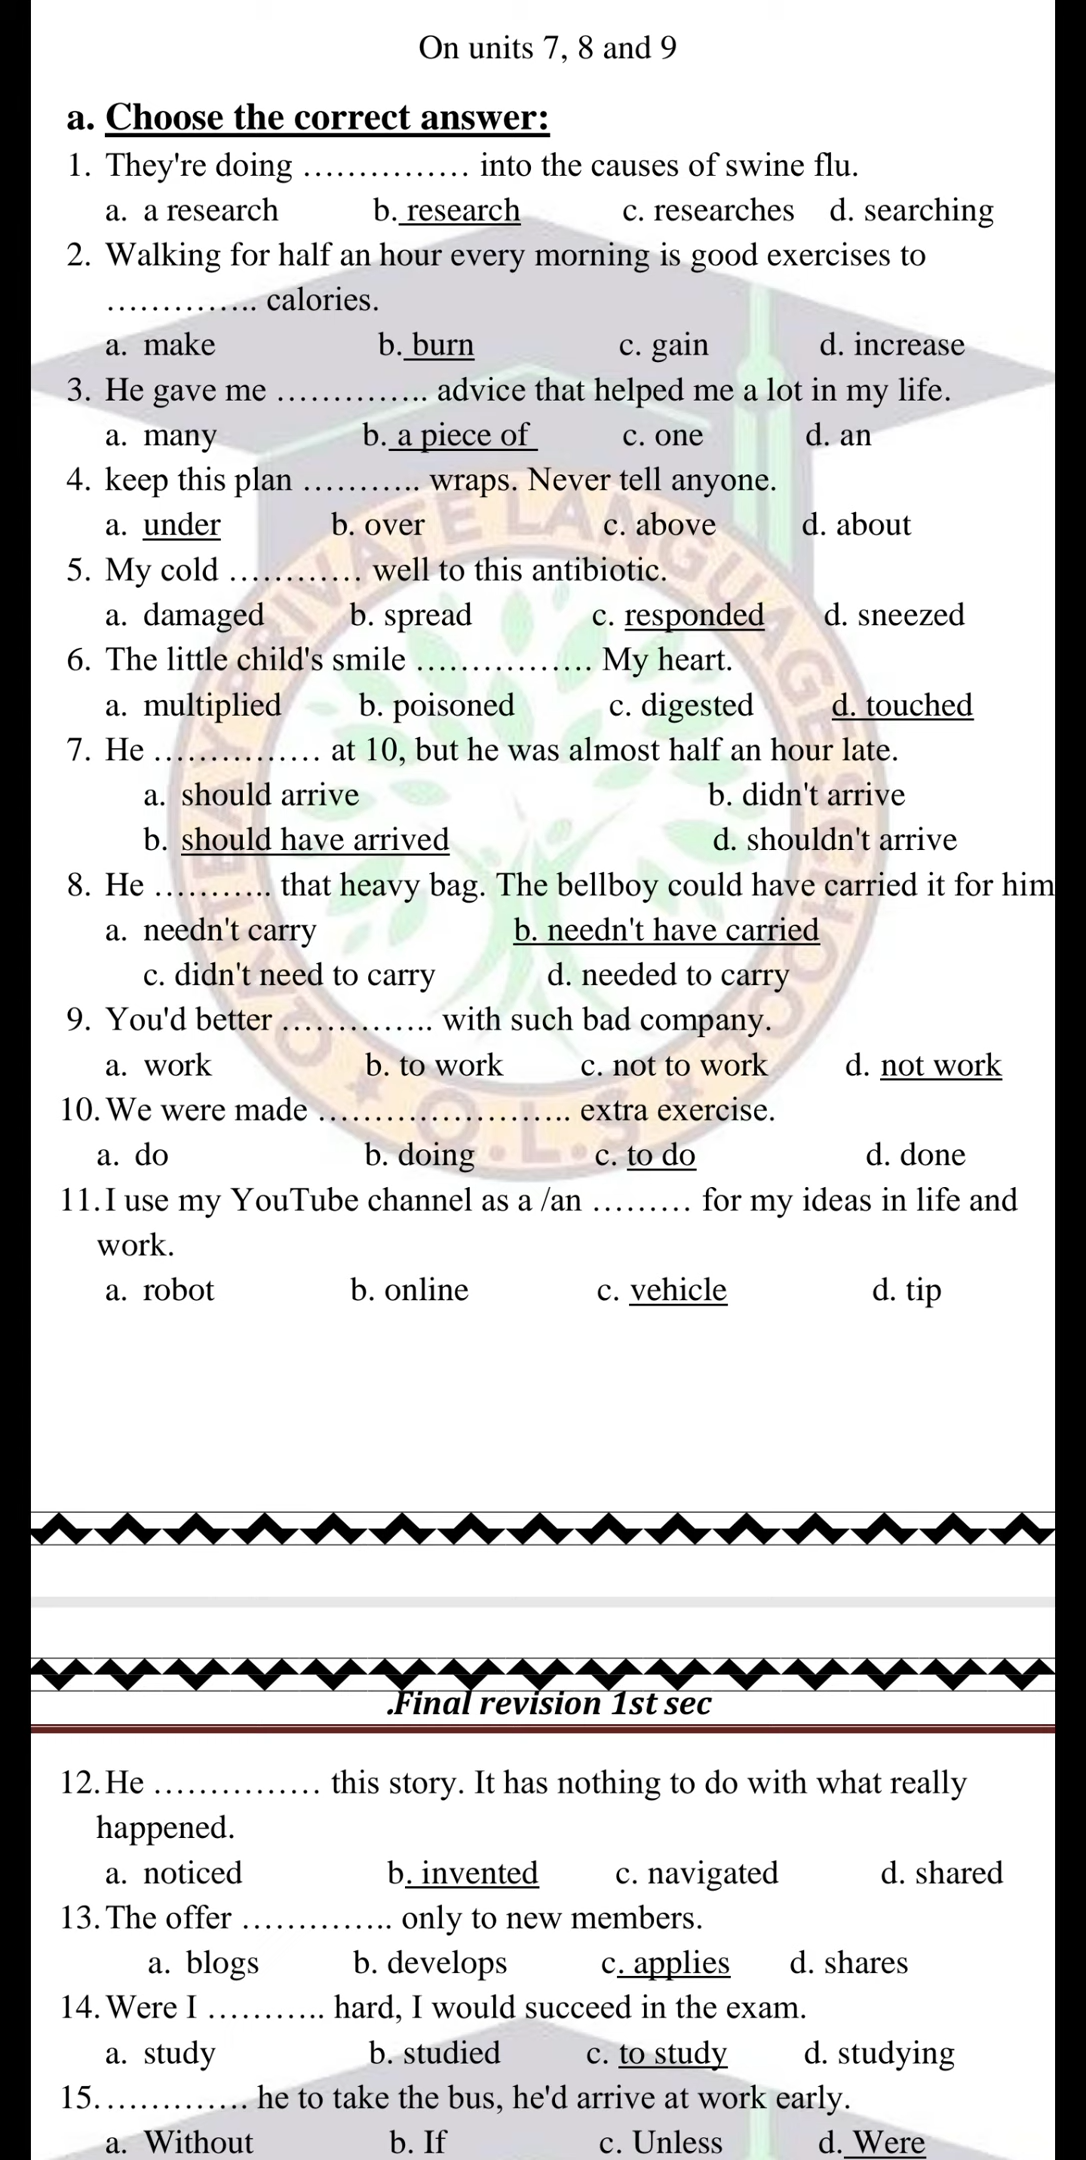 On units 7, 8 and 9
a. Choose the correct answer:
1. They're doing …………… into the causes of swine flu.
a. a research b. research c. researches d. searching
2. Walking for half an hour every morning is good exercises to
………….. calories.
a. make b. burn c. gain d. increase
3. He gave me ………….. advice that helped me a lot in my life.
a. many b. a piece of c. one d. an
4. keep this plan ……….. wraps. Never tell anyone.
a. under b. over c. above d. about
5. My cold ………… well to this antibiotic.
a. damaged b. spread c. responded d. sneezed
6. The little child's smile …………….. My heart.
a. multiplied b. poisoned c. digested d. touched
7. He …………… at 10, but he was almost half an hour late.
a. should arrive b. didn't arrive
b. should have arrived d. shouldn't arrive
8. He ……….. that heavy bag. The bellboy could have carried it for him
a. needn't carry b. needn't have carried
c. didn't need to carry d. needed to carry
9. You'd better ………….. with such bad company.
a. work b. to work c. not to work d. not work
10. We were made ………………….. extra exercise.
a. do b. doing c. to do d. done
11. I use my YouTube channel as a /an ……… for my ideas in life and
work.
a. robot b. online c. vehicle d. tip
.Final revision 1st sec
12. He …………… this story. It has nothing to do with what really
happened.
a. noticed b. invented c. navigated d. shared
13. The offer ………….. only to new members.
a. blogs b. develops c. applies d. shares
14. Were I ……….. hard, I would succeed in the exam.
a. study b. studied c. to study d. studying
15. …………. he to take the bus, he'd arrive at work early.
a. Without b. If c. Unless d. Were
QATTEAY PRIVATE LANGUAGE SCHOOL
Q.L.S